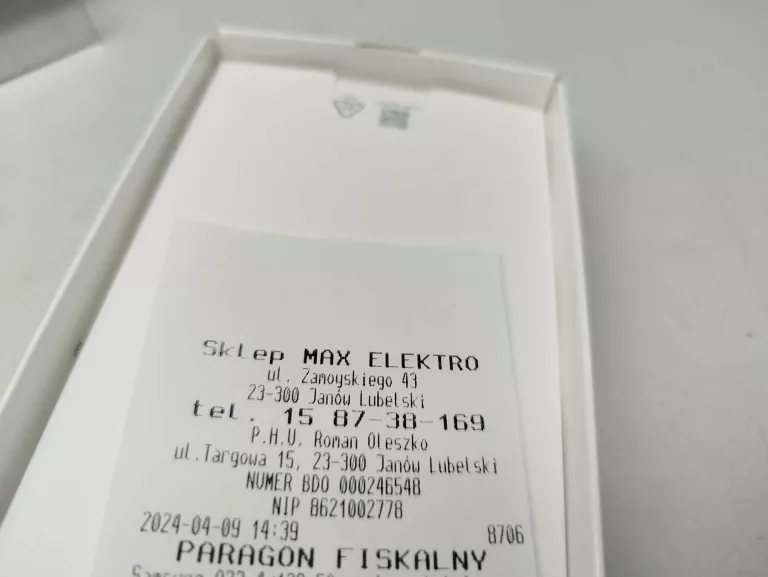 Sklep MAX ELEKTRO
ul. Zamoyskiego 43
23-300 Janów Lubelski
tel. 15 87-38-169
P.H.U. Roman Oleszko
ul.Targowa 15, 23-300 Janów Lubelski
NUMER BDO 000246548
NIP 8621002778
2024-04-09 14:39 8706
PARAGON FISKALNY
Samsung